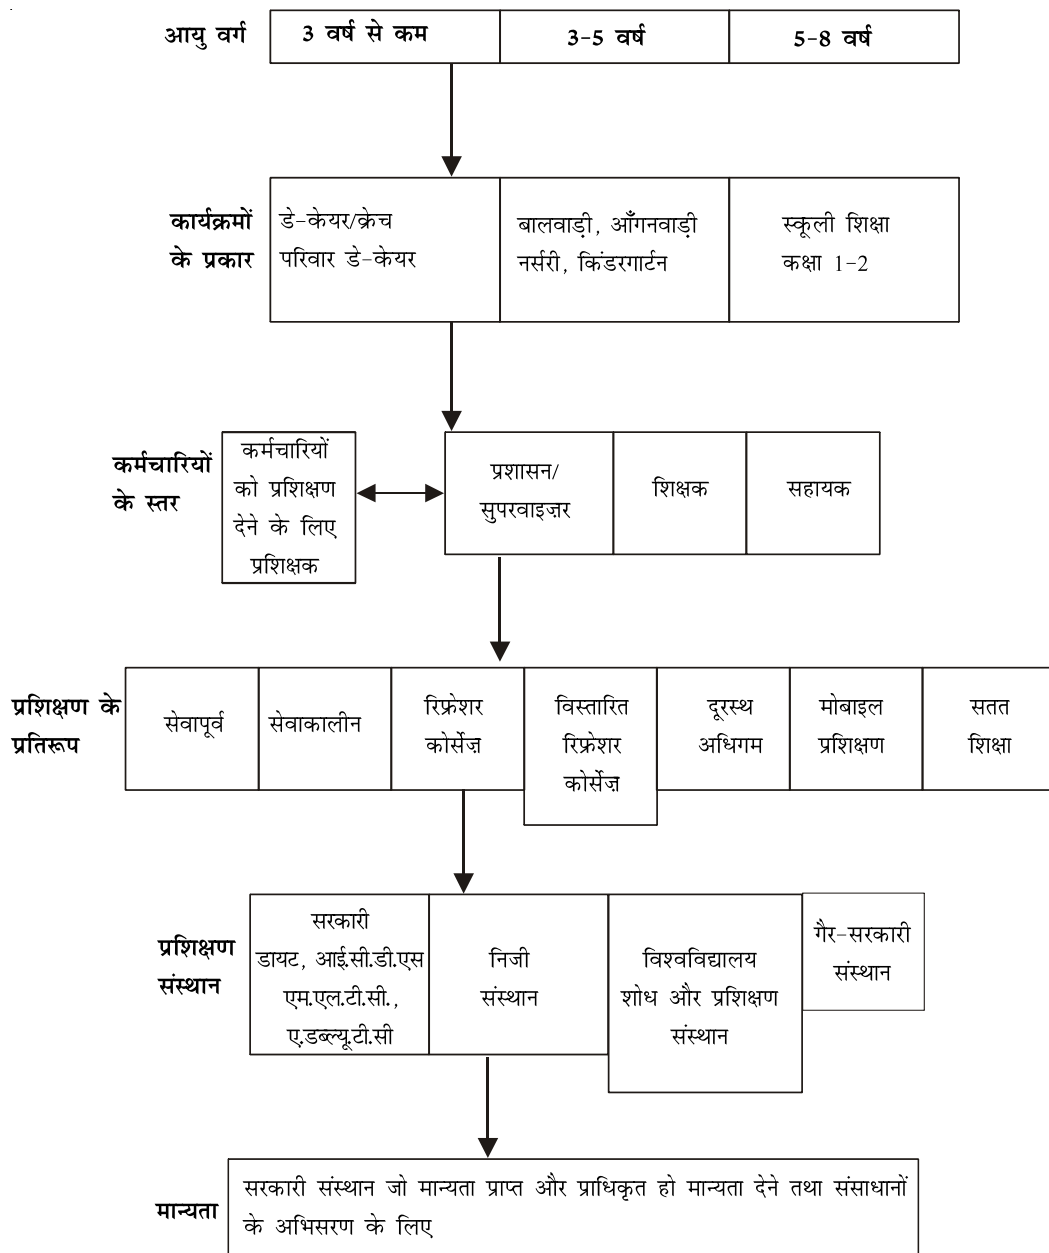 आयु वर्ग
3 वर्ष से कम
3-5 वर्ष
5-8 वर्ष
कार्यक्रमों
के प्रकार
डे-केयर/क्रेच
परिवार डे-केयर
बालवाड़ी, आँगनवाड़ी
नर्सरी, किंडरगार्टन
स्कूली शिक्षा
कक्षा 1-2
कर्मचारियों
के स्तर
कर्मचारियों
को प्रशिक्षण
देने के लिए
प्रशिक्षक
प्रशासन/
सुपरवाइज़र
शिक्षक
सहायक
प्रशिक्षण के
प्रतिरूप
सेवापूर्व
सेवाकालीन
रिफ्रेशर
कोर्सेज़
विस्तारित
रिफ्रेशर
कोर्सेज़
दूरस्थ
अधिगम
मोबाइल
प्रशिक्षण
सतत
शिक्षा
प्रशिक्षण
संस्थान
सरकारी
डायट, आई.सी.डी.एस
एम.एल.टी.सी.,
ए.डब्ल्यू.टी.सी
निजी
संस्थान
विश्वविद्यालय
शोध और प्रशिक्षण
संस्थान
गैर-सरकारी
संस्थान
मान्यता
सरकारी संस्थान जो मान्यता प्राप्त और प्राधिकृत हो मान्यता देने तथा संसाधानों
के अभिसरण के लिए